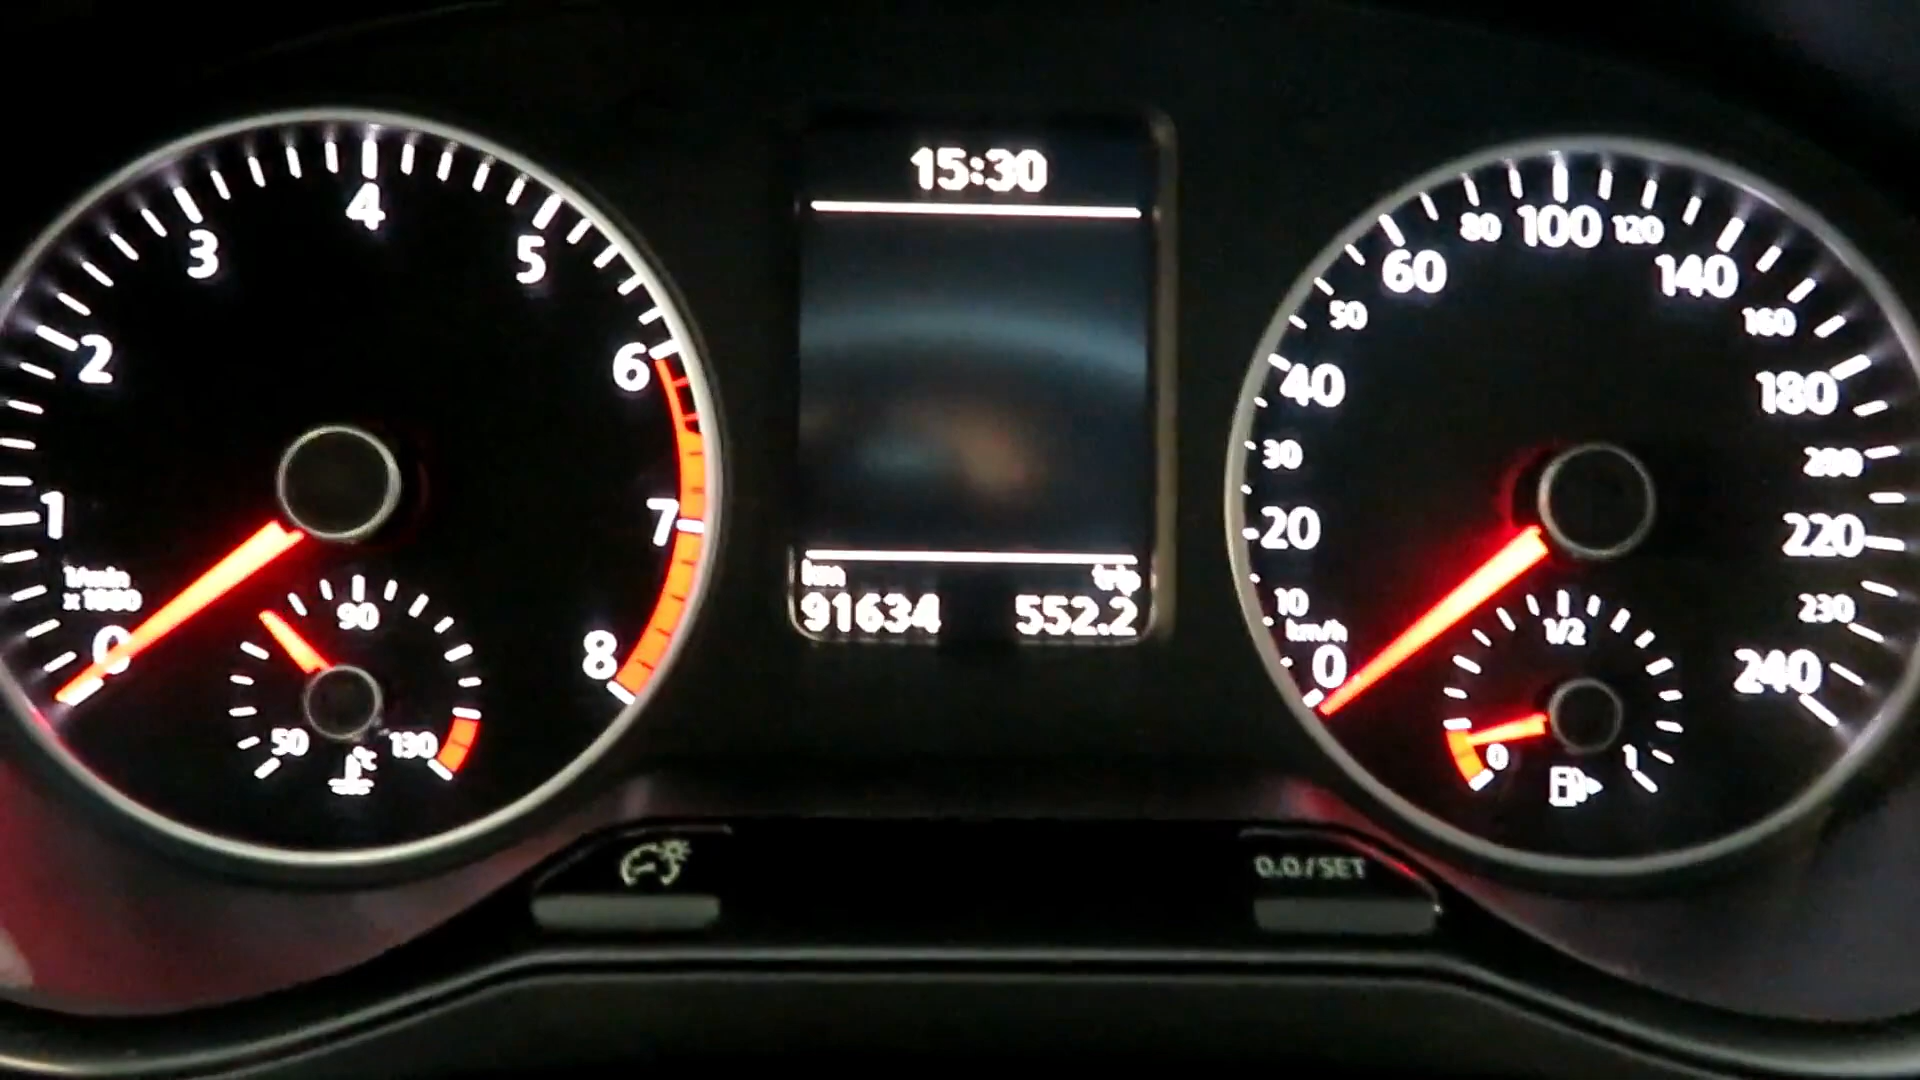 15:30
km trip
91634 552.2
1/min
x1000
0 1 2 3 4 5 6 7 8
50 90 130
°C
0 10 20 30 40 50 60 80 100 120 140 160 180 200 220 230 240
km/h
0 1/2 1
0.0/SET